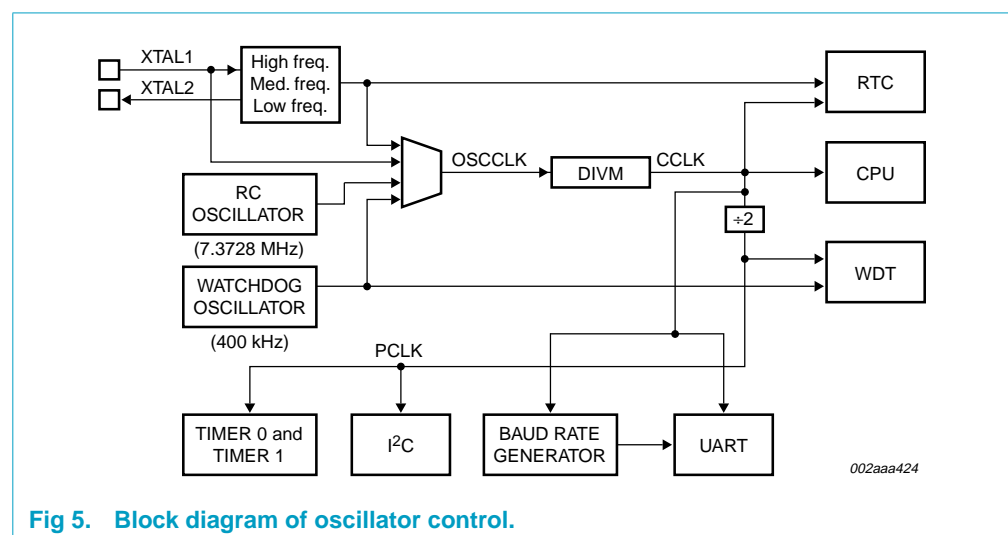 XTAL1
XTAL2
High freq.
Med. freq.
Low freq.
RTC
OSCCLK
DIVM
CCLK
CPU
RC
OSCILLATOR
(7.3728 MHz)
÷2
WATCHDOG
OSCILLATOR
(400 kHz)
WDT
PCLK
TIMER 0 and
TIMER 1
I²C
BAUD RATE
GENERATOR
UART
002aaa424
Fig 5. Block diagram of oscillator control.